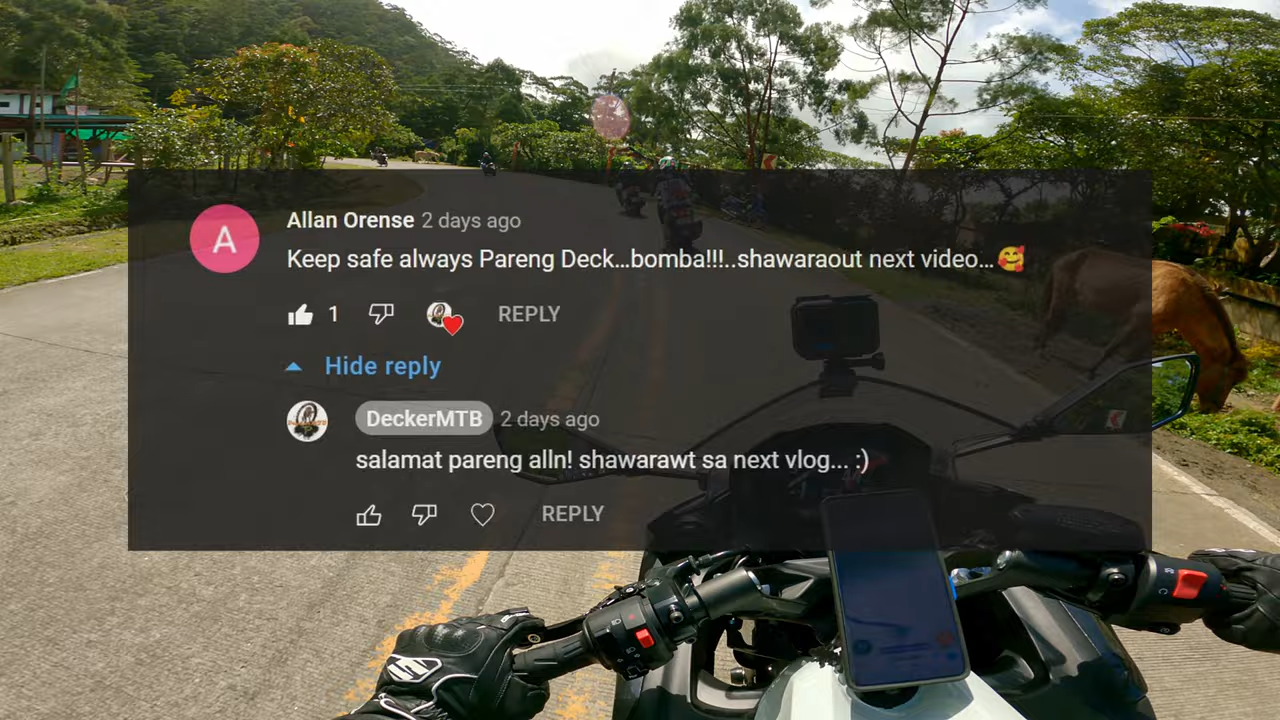 A
Allan Orense 2 days ago
Keep safe always Pareng Deck...bomba!!!..shawaraout next video...🥰
1
REPLY
Hide reply
DeckerMTB 2 days ago
salamat pareng alln! shawarawt sa next vlog... :)
REPLY